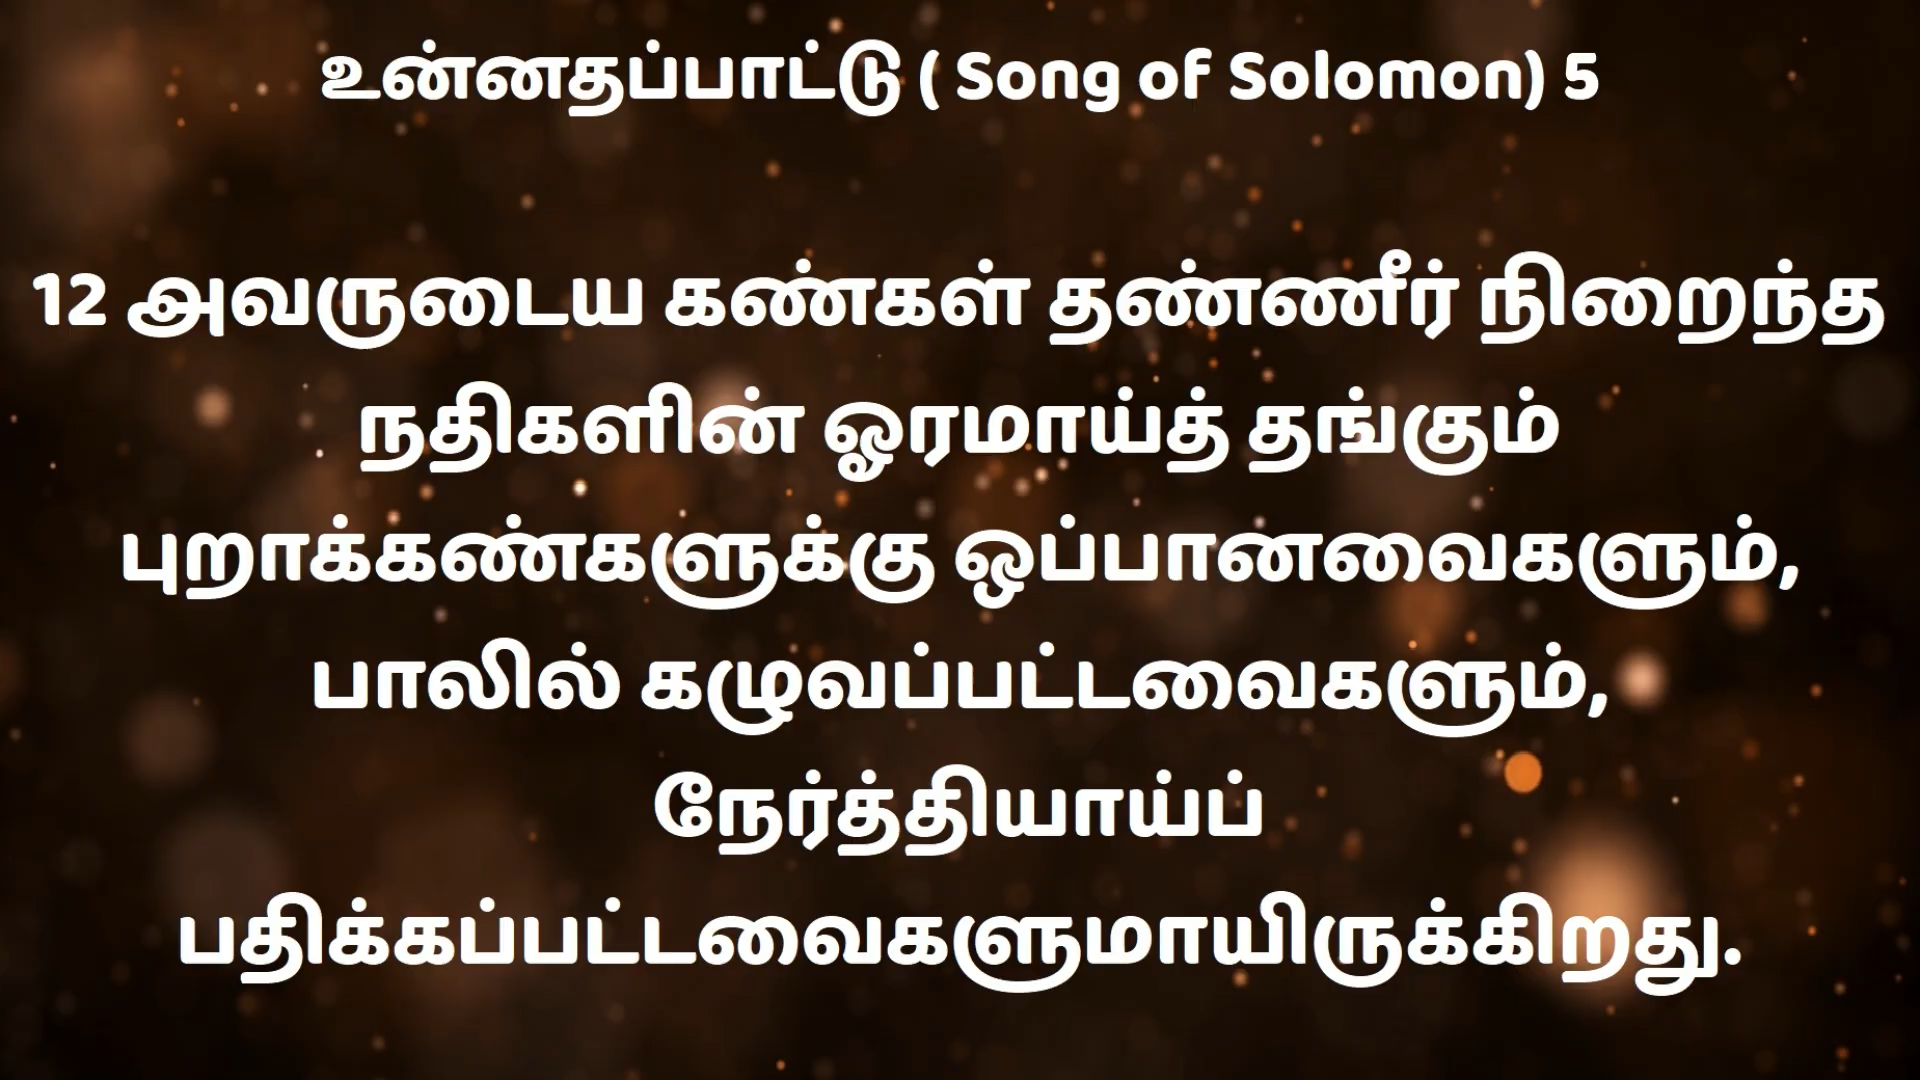 உன்னதப்பாட்டு ( Song of Solomon) 5
12 அவருடைய கண்கள் தண்ணீர் நிறைந்த
நதிகளின் ஓரமாய்த் தங்கும்
புறாக்கண்களுக்கு ஒப்பானவைகளும்,
பாலில் கழுவப்பட்டவைகளும்,
நேர்த்தியாய்ப்
பதிக்கப்பட்டவைகளுமாயிருக்கிறது.